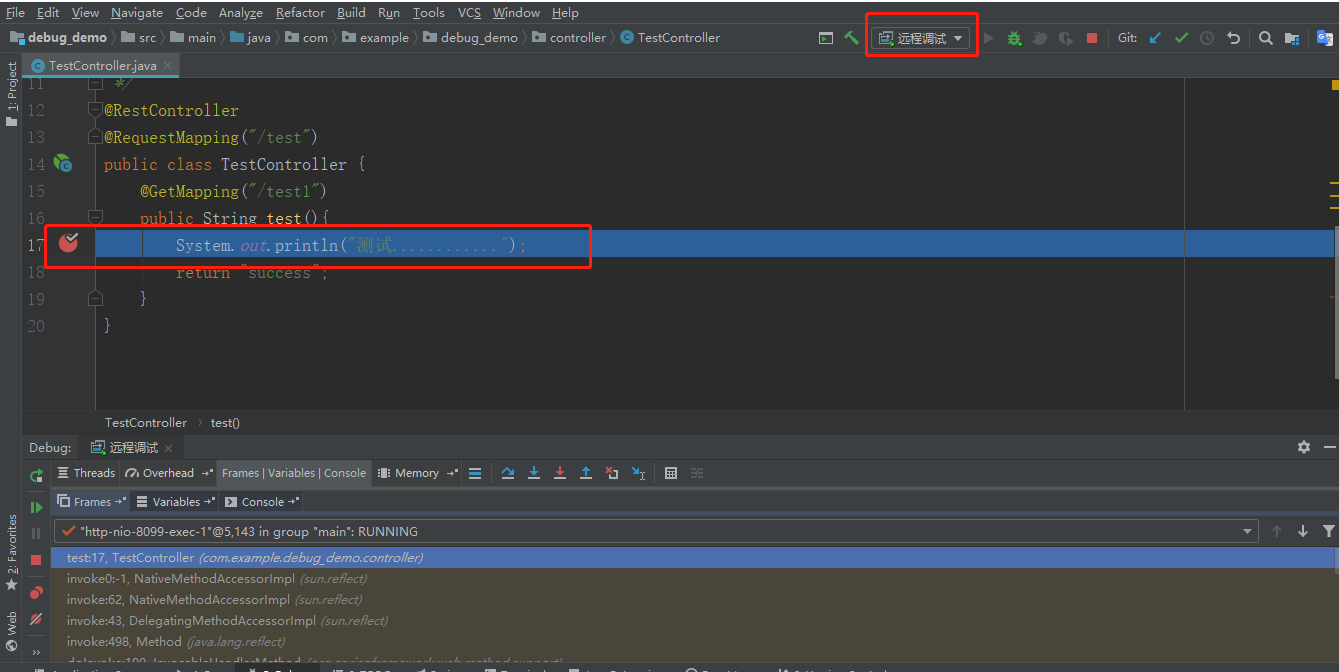 File Edit View Navigate Code Analyze Refactor Build Run Tools VCS Window Help
debug_demo src main java com example debug_demo controller TestController 远程调试 Git:
1: Project
TestController.java
11 */
12 @RestController
13 @RequestMapping("/test")
14 public class TestController {
15 @GetMapping("/test1")
16 public String test(){
17 System.out.println("测试............");
18 return "success";
19 }
20 }
TestController test()
Debug: 远程调试
Threads Overhead Frames | Variables | Console Memory
Frames Variables Console
"http-nio-8099-exec-1"@5,143 in group "main": RUNNING
test:17, TestController (com.example.debug_demo.controller)
invoke0:-1, NativeMethodAccessorImpl (sun.reflect)
invoke:62, NativeMethodAccessorImpl (sun.reflect)
invoke:43, DelegatingMethodAccessorImpl (sun.reflect)
invoke:498, Method (java.lang.reflect)
2: Favorites
Web